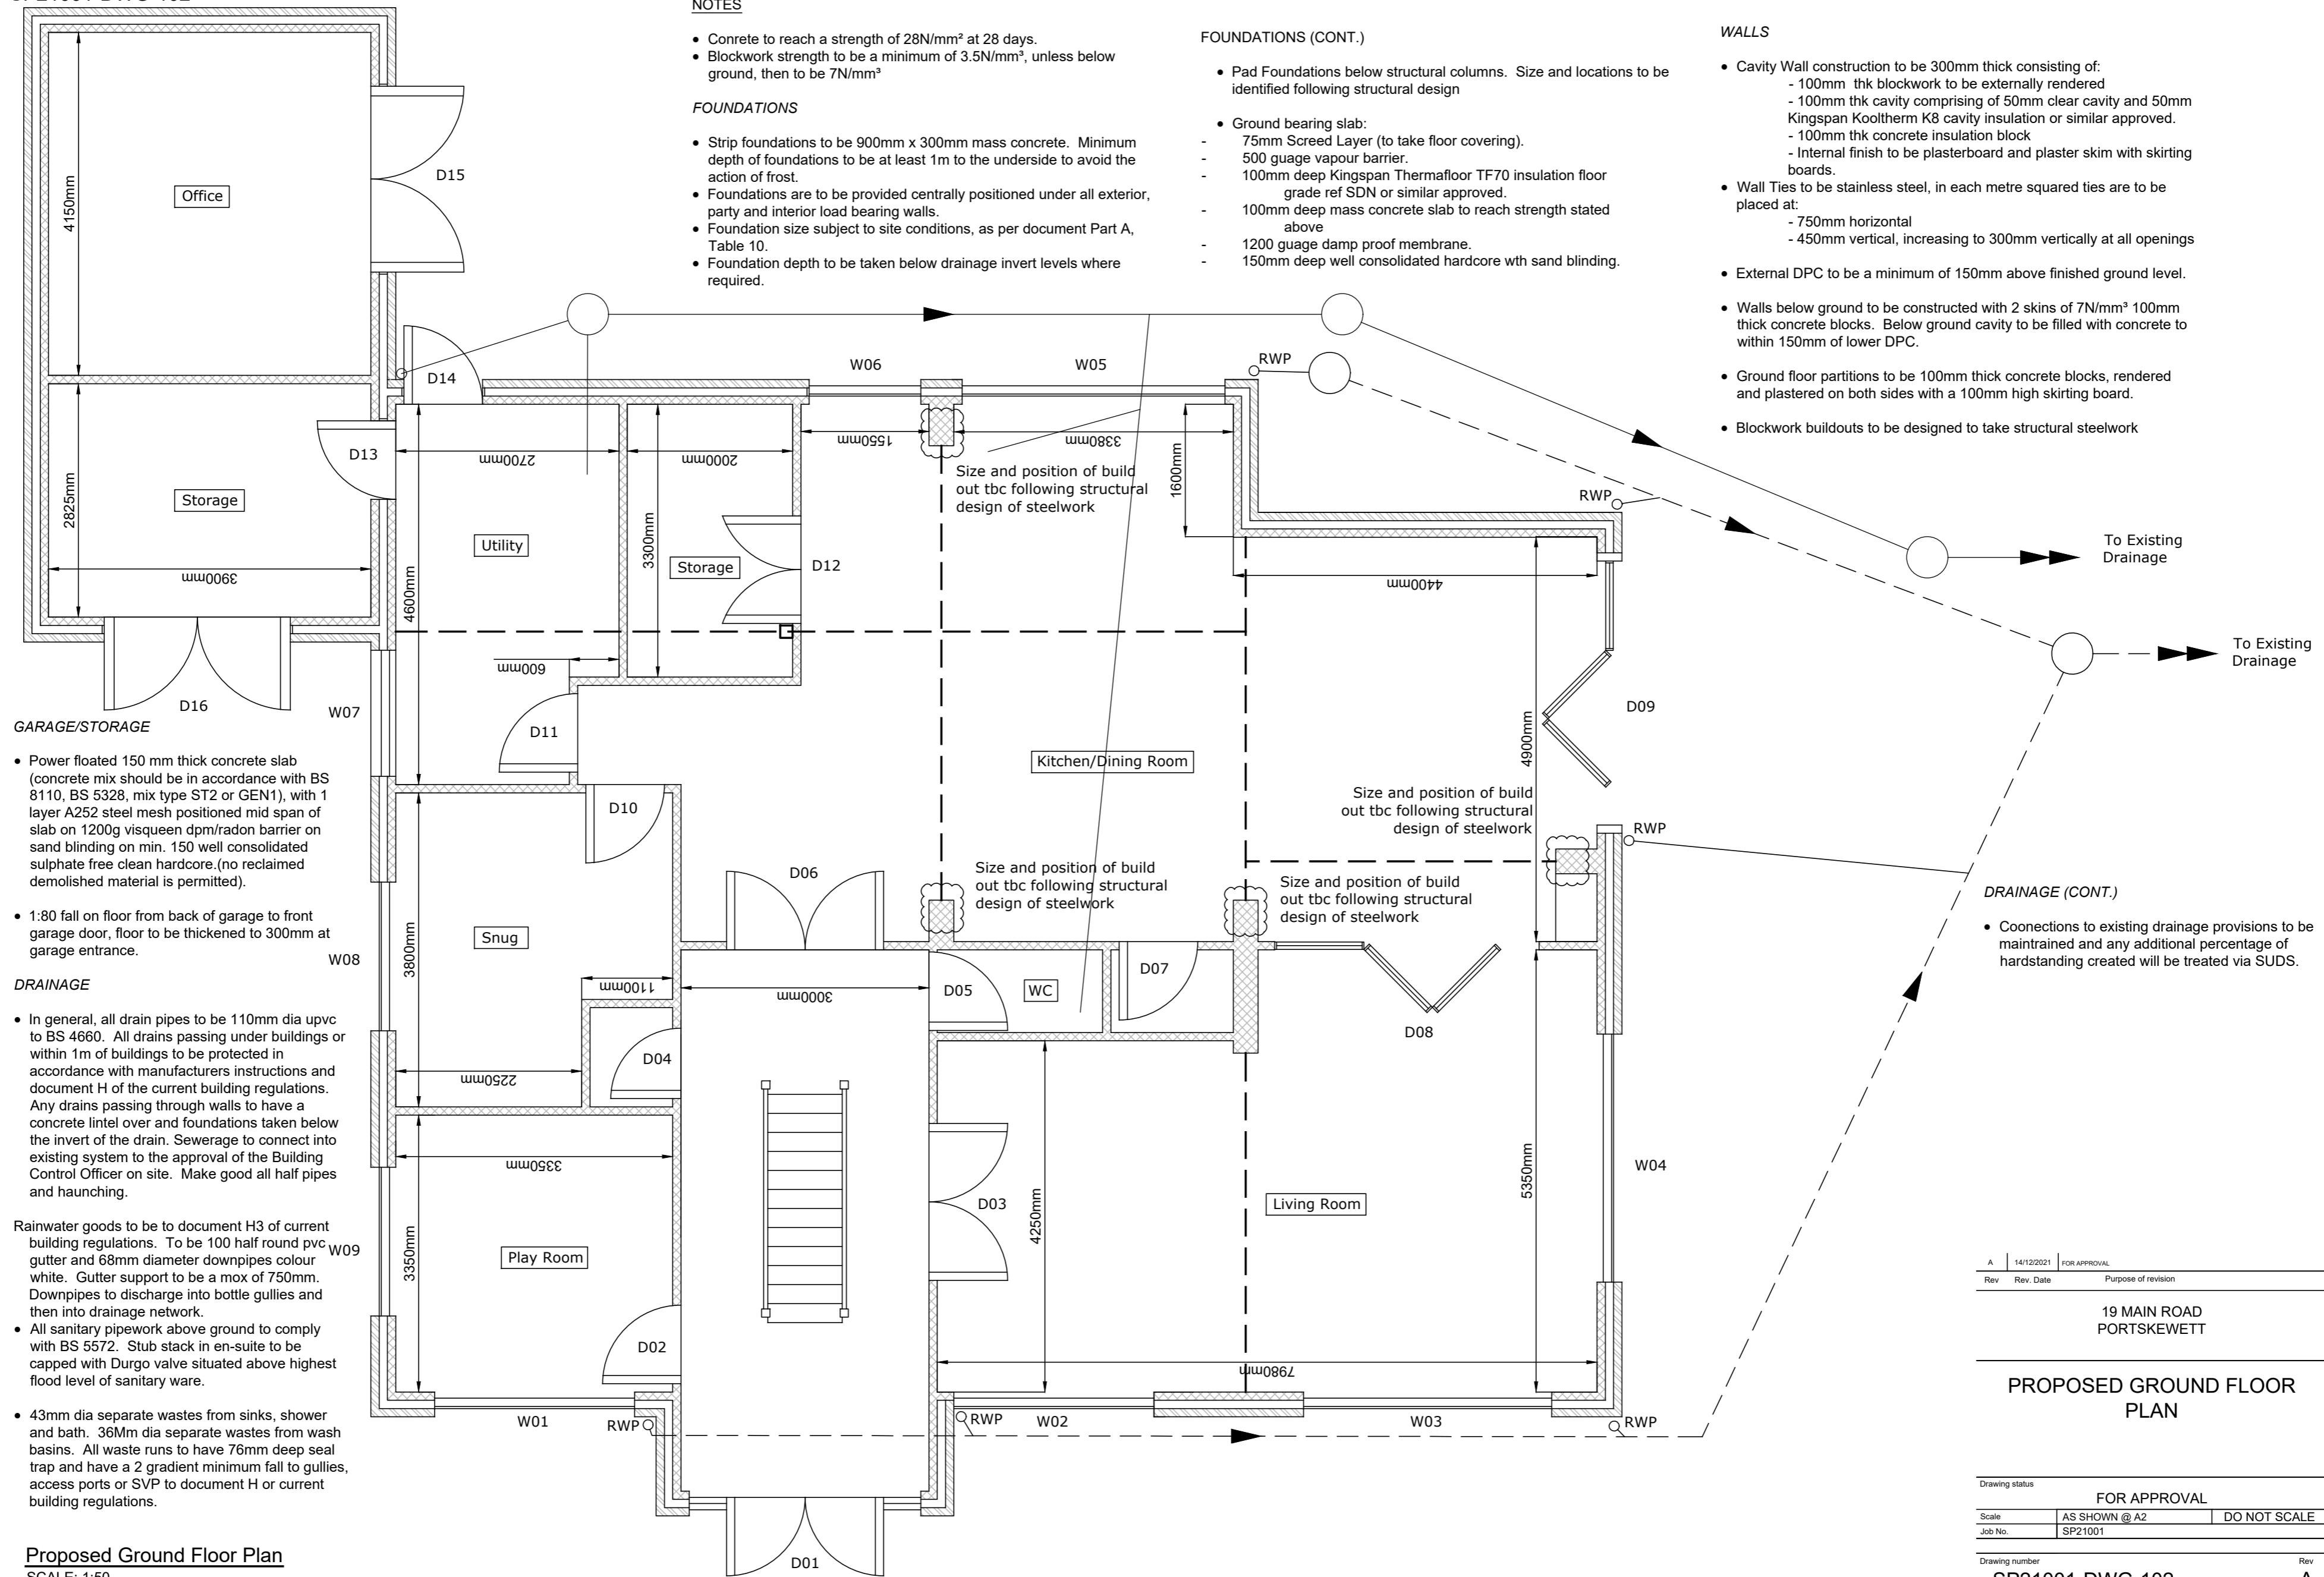 NOTES
• Conrete to reach a strength of 28N/mm² at 28 days.
• Blockwork strength to be a minimum of 3.5N/mm³, unless below
ground, then to be 7N/mm³
FOUNDATIONS
• Strip foundations to be 900mm x 300mm mass concrete. Minimum
depth of foundations to be at least 1m to the underside to avoid the
action of frost.
• Foundations are to be provided centrally positioned under all exterior,
party and interior load bearing walls.
• Foundation size subject to site conditions, as per document Part A,
Table 10.
• Foundation depth to be taken below drainage invert levels where
required.
FOUNDATIONS (CONT.)
• Pad Foundations below structural columns. Size and locations to be
identified following structural design
• Ground bearing slab:
- 75mm Screed Layer (to take floor covering).
- 500 guage vapour barrier.
- 100mm deep Kingspan Thermafloor TF70 insulation floor
grade ref SDN or similar approved.
- 100mm deep mass concrete slab to reach strength stated
above
- 1200 guage damp proof membrane.
- 150mm deep well consolidated hardcore wth sand blinding.
WALLS
• Cavity Wall construction to be 300mm thick consisting of:
- 100mm thk blockwork to be externally rendered
- 100mm thk cavity comprising of 50mm clear cavity and 50mm
Kingspan Kooltherm K8 cavity insulation or similar approved.
- 100mm thk concrete insulation block
- Internal finish to be plasterboard and plaster skim with skirting
boards.
• Wall Ties to be stainless steel, in each metre squared ties are to be
placed at:
- 750mm horizontal
- 450mm vertical, increasing to 300mm vertically at all openings
• External DPC to be a minimum of 150mm above finished ground level.
• Walls below ground to be constructed with 2 skins of 7N/mm³ 100mm
thick concrete blocks. Below ground cavity to be filled with concrete to
within 150mm of lower DPC.
• Ground floor partitions to be 100mm thick concrete blocks, rendered
and plastered on both sides with a 100mm high skirting board.
• Blockwork buildouts to be designed to take structural steelwork
4150mm
Office
D15
D14
W06
W05
RWP
D13
2700mm
2000mm
1550mm
3380mm
1600mm
Size and position of build
out tbc following structural
design of steelwork
RWP
2825mm
Storage
3900mm
Utility
3300mm
Storage
D12
4600mm
4400mm
To Existing
Drainage
To Existing
Drainage
600mm
D16
W07
D11
D09
4900mm
Kitchen/Dining Room
D10
Size and position of build
out tbc following structural
design of steelwork
RWP
D06
Size and position of build
out tbc following structural
design of steelwork
Size and position of build
out tbc following structural
design of steelwork
Snug
3800mm
W08
1100mm
3000mm
D05
WC
D07
D08
D04
2250mm
3350mm
W04
5350mm
D03
4250mm
Living Room
Play Room
W09
3350mm
D02
7980mm
W01
RWP
RWP
W02
W03
RWP
D01
GARAGE/STORAGE
• Power floated 150 mm thick concrete slab
(concrete mix should be in accordance with BS
8110, BS 5328, mix type ST2 or GEN1), with 1
layer A252 steel mesh positioned mid span of
slab on 1200g visqueen dpm/radon barrier on
sand blinding on min. 150 well consolidated
sulphate free clean hardcore.(no reclaimed
demolished material is permitted).
• 1:80 fall on floor from back of garage to front
garage door, floor to be thickened to 300mm at
garage entrance.
DRAINAGE
• In general, all drain pipes to be 110mm dia upvc
to BS 4660. All drains passing under buildings or
within 1m of buildings to be protected in
accordance with manufacturers instructions and
document H of the current building regulations.
Any drains passing through walls to have a
concrete lintel over and foundations taken below
the invert of the drain. Sewerage to connect into
existing system to the approval of the Building
Control Officer on site. Make good all half pipes
and haunching.
Rainwater goods to be to document H3 of current
building regulations. To be 100 half round pvc
gutter and 68mm diameter downpipes colour
white. Gutter support to be a mox of 750mm.
Downpipes to discharge into bottle gullies and
then into drainage network.
• All sanitary pipework above ground to comply
with BS 5572. Stub stack in en-suite to be
capped with Durgo valve situated above highest
flood level of sanitary ware.
• 43mm dia separate wastes from sinks, shower
and bath. 36Mm dia separate wastes from wash
basins. All waste runs to have 76mm deep seal
trap and have a 2 gradient minimum fall to gullies,
access ports or SVP to document H or current
building regulations.
DRAINAGE (CONT.)
• Coonections to existing drainage provisions to be
maintained and any additional percentage of
hardstanding created will be treated via SUDS.
Proposed Ground Floor Plan
SCALE: 1:50
A 14/12/2021 FOR APPROVAL
Rev Rev. Date Purpose of revision
19 MAIN ROAD
PORTSKEWETT
PROPOSED GROUND FLOOR
PLAN
Drawing status
FOR APPROVAL
Scale AS SHOWN @ A2 DO NOT SCALE
Job No. SP21001
Drawing number Rev
SP21001-DWG-102 A